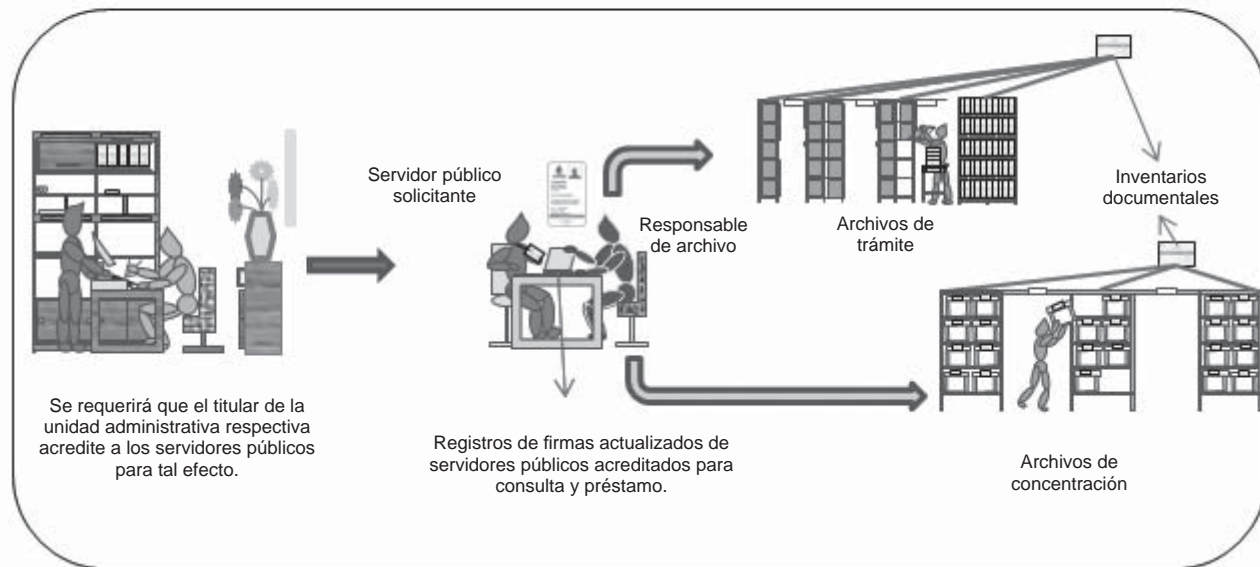 Se requerirá que el titular de la
unidad administrativa respectiva
acredite a los servidores públicos
para tal efecto.
Servidor público
solicitante
Responsable
de archivo
Registros de firmas actualizados de
servidores públicos acreditados para
consulta y préstamo.
Archivos de
trámite
Inventarios
documentales
Archivos de
concentración